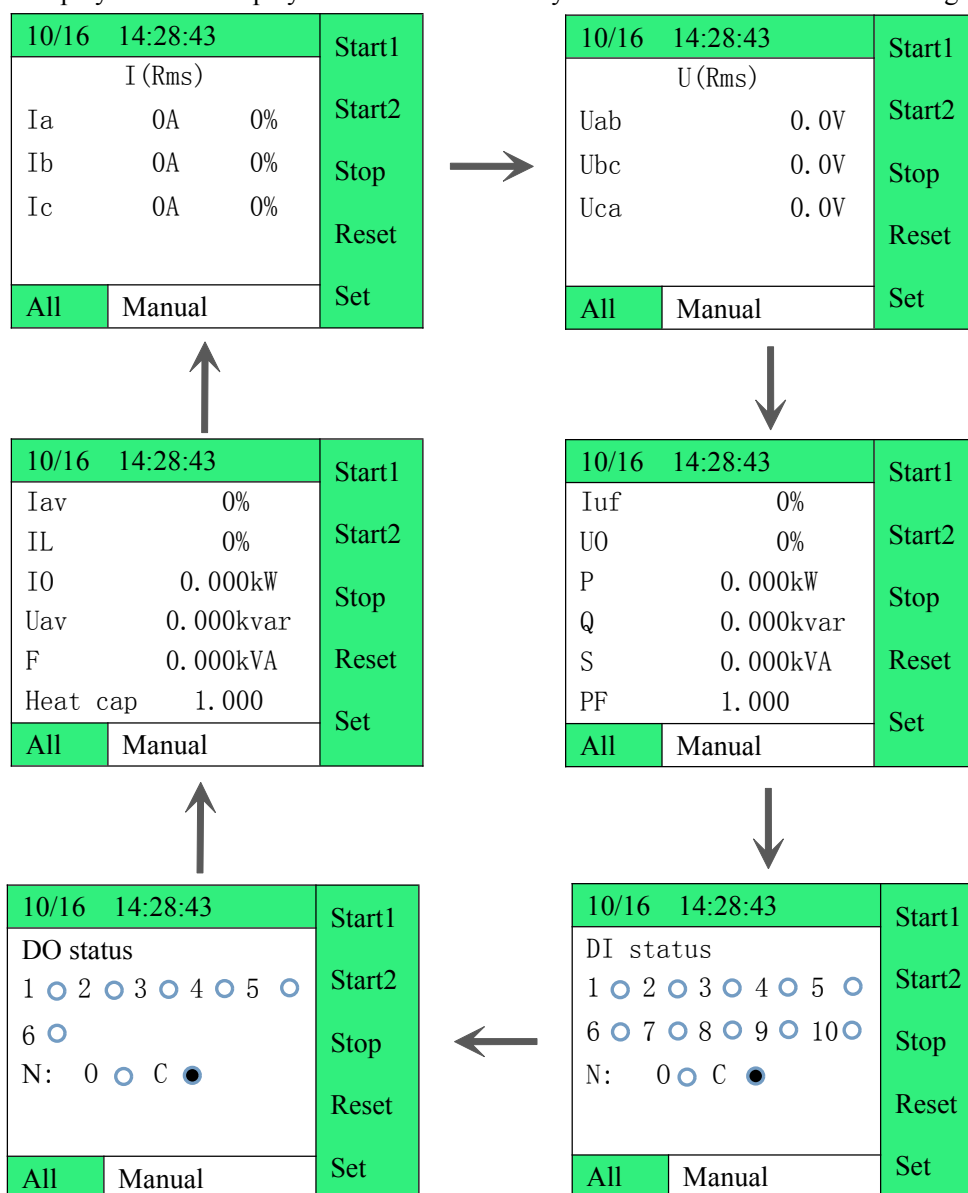 10/16 14:28:43
I(Rms)
Ia 0A 0%
Ib 0A 0%
Ic 0A 0%
All Manual
Start1
Start2
Stop
Reset
Set
10/16 14:28:43
U(Rms)
Uab 0.0V
Ubc 0.0V
Uca 0.0V
All Manual
Start1
Start2
Stop
Reset
Set
10/16 14:28:43
Iav 0%
IL 0%
IO 0.000kW
Uav 0.000kvar
F 0.000kVA
Heat cap 1.000
All Manual
Start1
Start2
Stop
Reset
Set
10/16 14:28:43
Iuf 0%
UO 0%
P 0.000kW
Q 0.000kvar
S 0.000kVA
PF 1.000
All Manual
Start1
Start2
Stop
Reset
Set
10/16 14:28:43
DO status
1 2 3 4 5
6
N: O C
All Manual
Start1
Start2
Stop
Reset
Set
10/16 14:28:43
DI status
1 2 3 4 5
6 7 8 9 10
N: O C
All Manual
Start1
Start2
Stop
Reset
Set